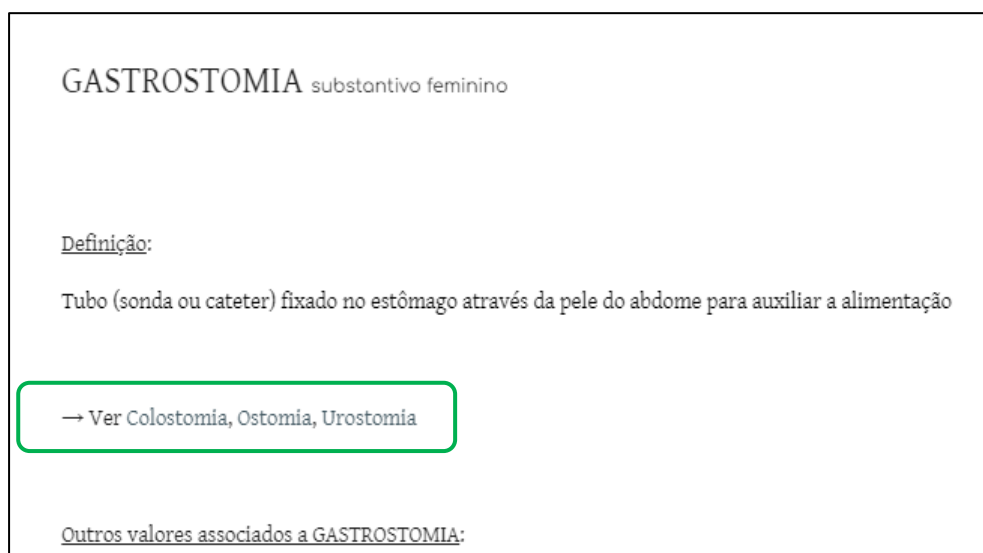 GASTROSTOMIA substantivo feminino
Definição:
Tubo (sonda ou cateter) fixado no estômago através da pele do abdome para auxiliar a alimentação
→ Ver Colostomia, Ostomia, Urostomia
Outros valores associados a GASTROSTOMIA: